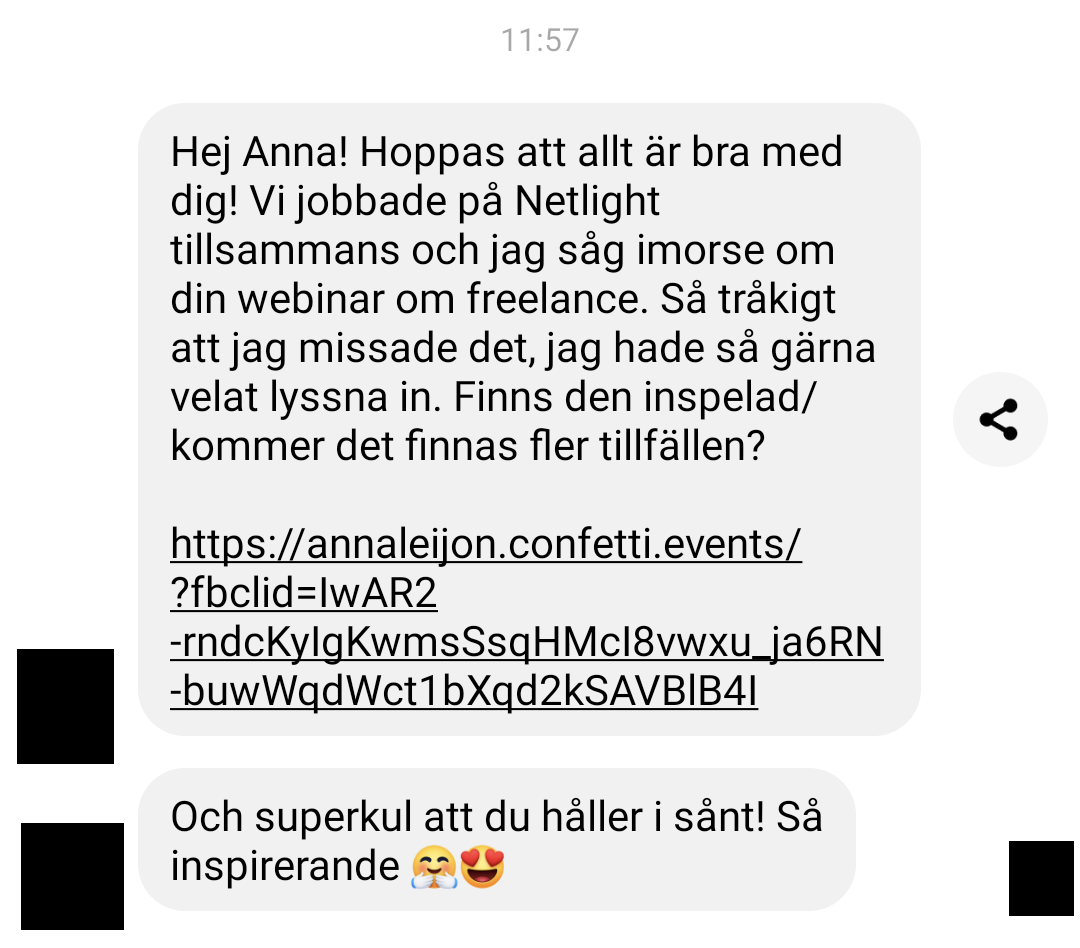 11:57
Hej Anna! Hoppas att allt är bra med
dig! Vi jobbade på Netlight
tillsammans och jag såg imorse om
din webinar om freelance. Så tråkigt
att jag missade det, jag hade så gärna
velat lyssna in. Finns den inspelad/
kommer det finnas fler tillfällen?
https://annaleijon.confetti.events/
?fbclid=IwAR2
-rndcKyIgKwmsSsqHMcI8vwxu_ja6RN
-buwWqdWct1bXqd2kSAVBlB4I
Och superkul att du håller i sånt! Så
inspirerande 🤗😍